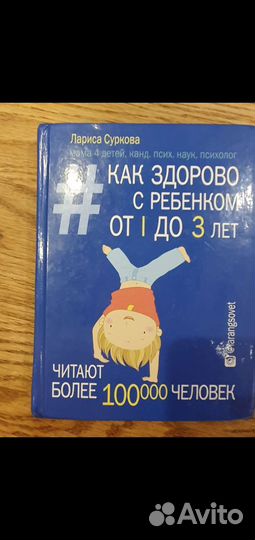 Лариса Суркова
мама 4 детей, канд. псих. наук, психолог
# КАК ЗДОРОВО
С РЕБЕНКОМ
ОТ 1 ДО 3 ЛЕТ
ЧИТАЮТ
БОЛЕЕ 100000 ЧЕЛОВЕК
Avito